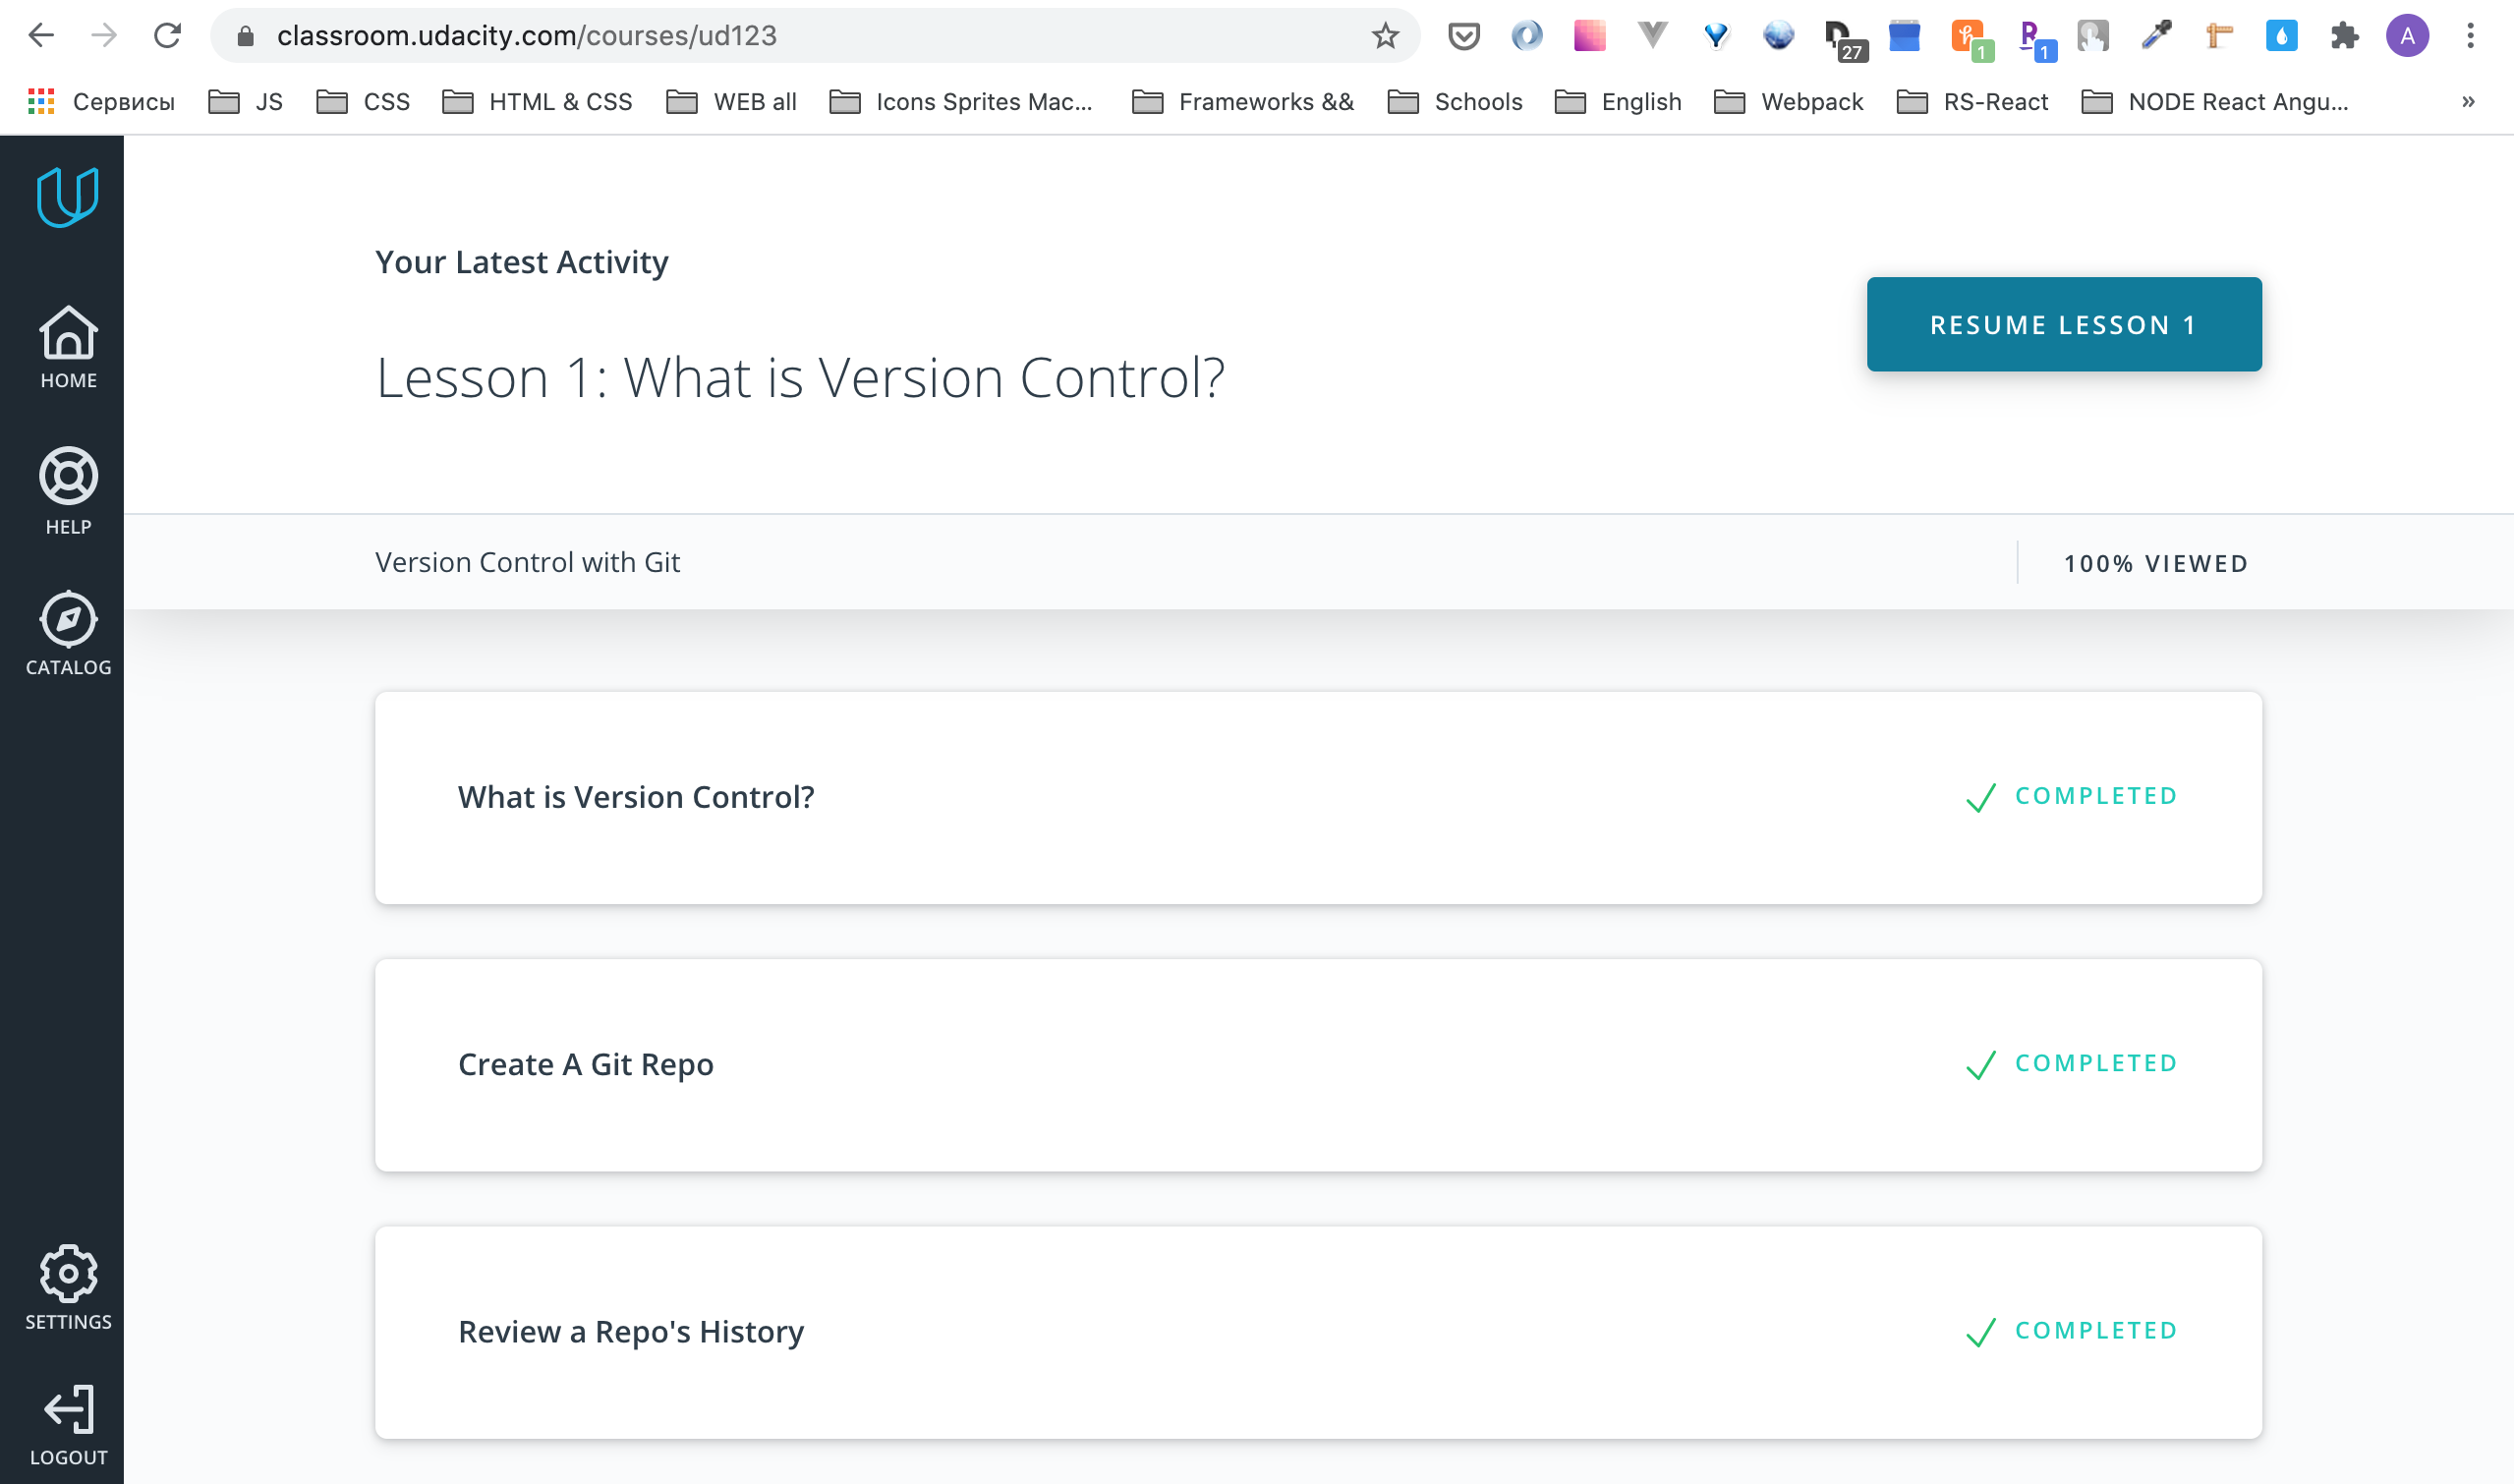 classroom.udacity.com/courses/ud123
27
1
1
A
Сервисы JS CSS HTML & CSS WEB all Icons Sprites Mac... Frameworks && Schools English Webpack RS-React NODE React Angu... »
Your Latest Activity
RESUME LESSON 1
Lesson 1: What is Version Control?
HOME
HELP
CATALOG
SETTINGS
LOGOUT
Version Control with Git
100% VIEWED
What is Version Control?
COMPLETED
Create A Git Repo
COMPLETED
Review a Repo's History
COMPLETED